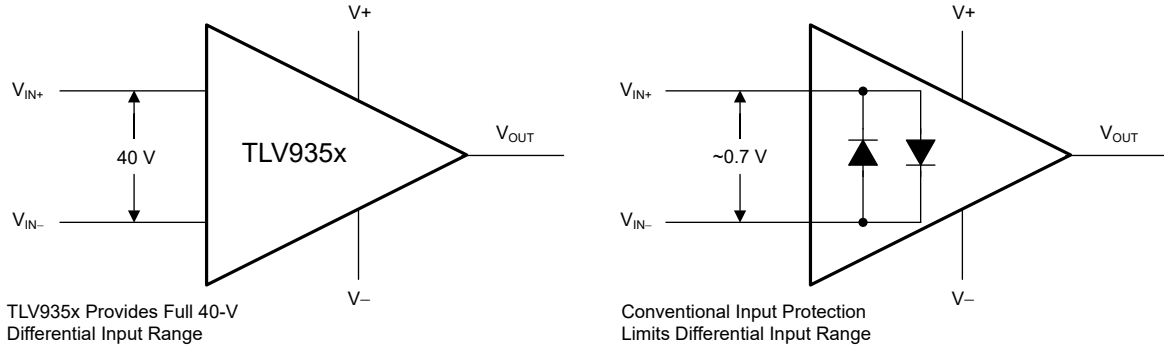 V+
V+
VIN+
VIN+
VOUT
VOUT
40 V
TLV935x
~0.7 V
VIN–
VIN–
V–
V–
TLV935x Provides Full 40-V
Differential Input Range
Conventional Input Protection
Limits Differential Input Range